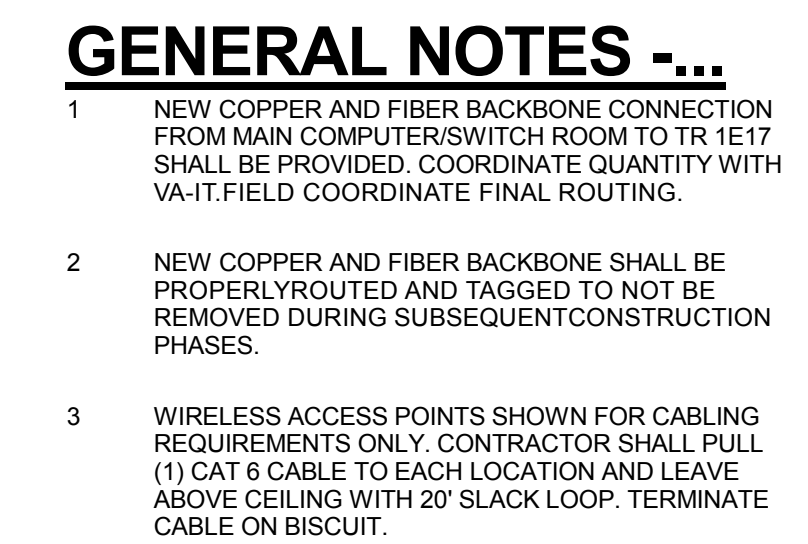 GENERAL NOTES -...
1 NEW COPPER AND FIBER BACKBONE CONNECTION
FROM MAIN COMPUTER/SWITCH ROOM TO TR 1E17
SHALL BE PROVIDED. COORDINATE QUANTITY WITH
VA-IT.FIELD COORDINATE FINAL ROUTING.
2 NEW COPPER AND FIBER BACKBONE SHALL BE
PROPERLYROUTED AND TAGGED TO NOT BE
REMOVED DURING SUBSEQUENTCONSTRUCTION
PHASES.
3 WIRELESS ACCESS POINTS SHOWN FOR CABLING
REQUIREMENTS ONLY. CONTRACTOR SHALL PULL
(1) CAT 6 CABLE TO EACH LOCATION AND LEAVE
ABOVE CEILING WITH 20' SLACK LOOP. TERMINATE
CABLE ON BISCUIT.